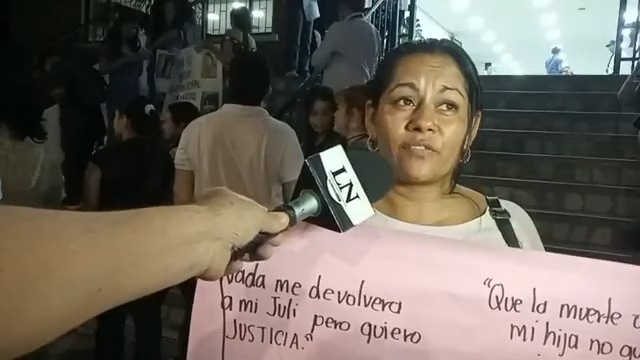 LN
Nada me devolvera
a mi Juli pero quiero
JUSTICIA."
"Que la muerte
mi hija no